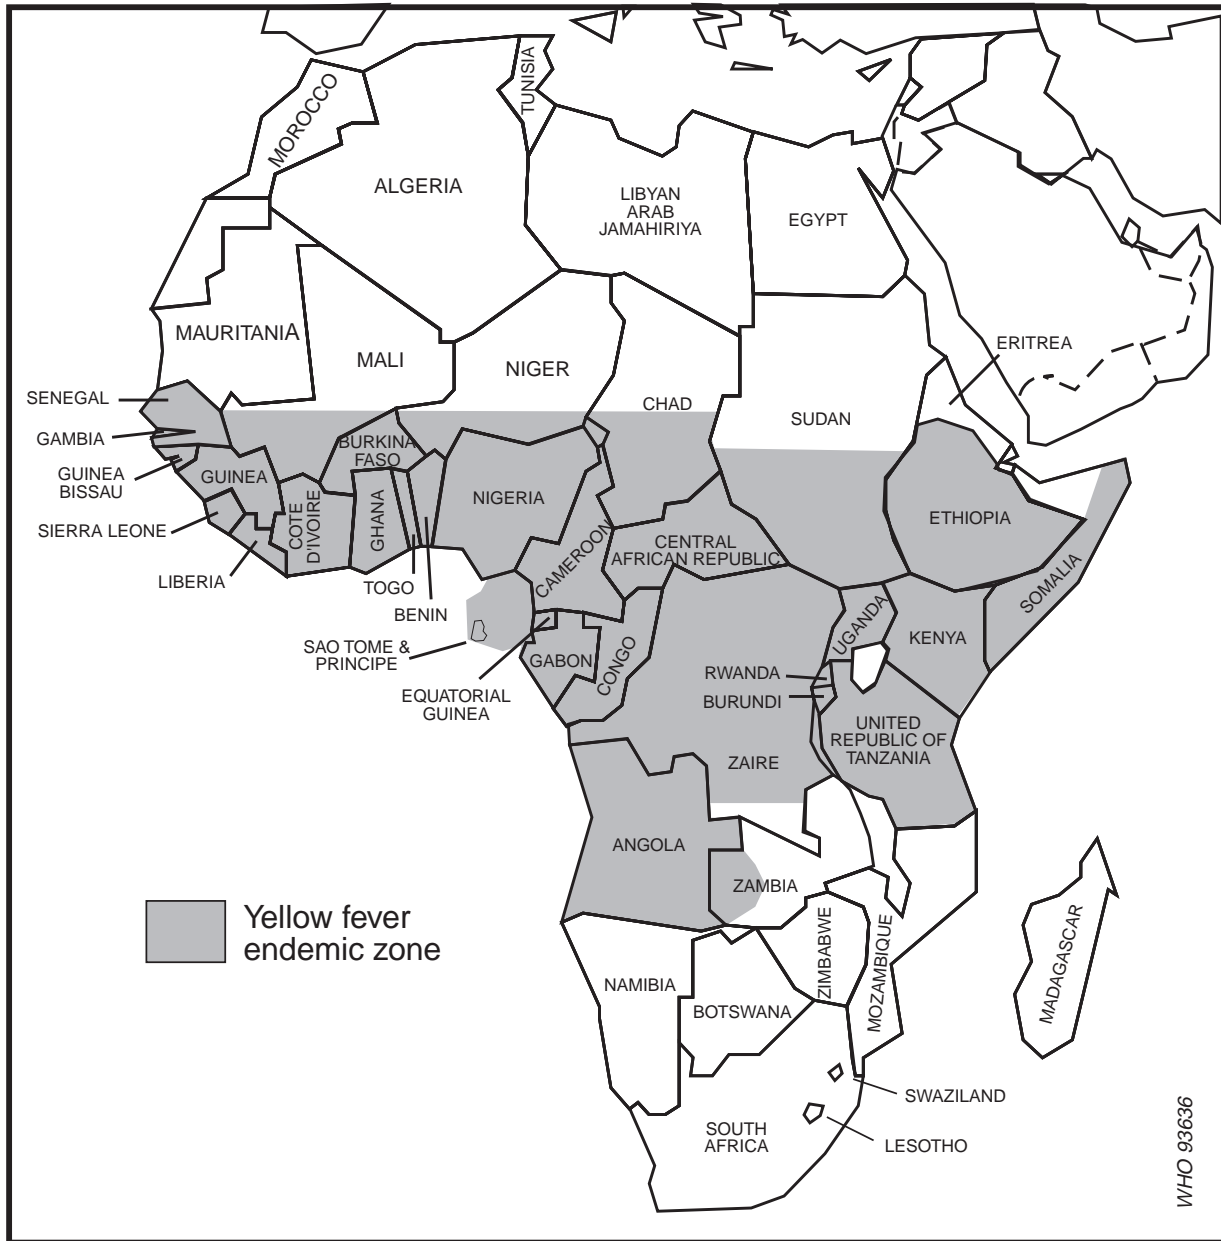 MOROCCO
TUNISIA
ALGERIA
LIBYAN
ARAB
JAMAHIRIYA
EGYPT
MAURITANIA
MALI
NIGER
CHAD
SUDAN
ERITREA
SENEGAL
GAMBIA
GUINEA
BISSAU
GUINEA
SIERRA LEONE
LIBERIA
COTE
D'IVOIRE
BURKINA
FASO
GHANA
TOGO
BENIN
NIGERIA
CAMEROON
CENTRAL
AFRICAN REPUBLIC
ETHIOPIA
SOMALIA
SAO TOME &
PRINCIPE
EQUATORIAL
GUINEA
GABON
CONGO
UGANDA
KENYA
RWANDA
BURUNDI
UNITED
REPUBLIC OF
TANZANIA
ZAIRE
ANGOLA
ZAMBIA
Yellow fever
endemic zone
NAMIBIA
BOTSWANA
ZIMBABWE
MOZAMBIQUE
MADAGASCAR
SWAZILAND
SOUTH
AFRICA
LESOTHO
WHO 93636